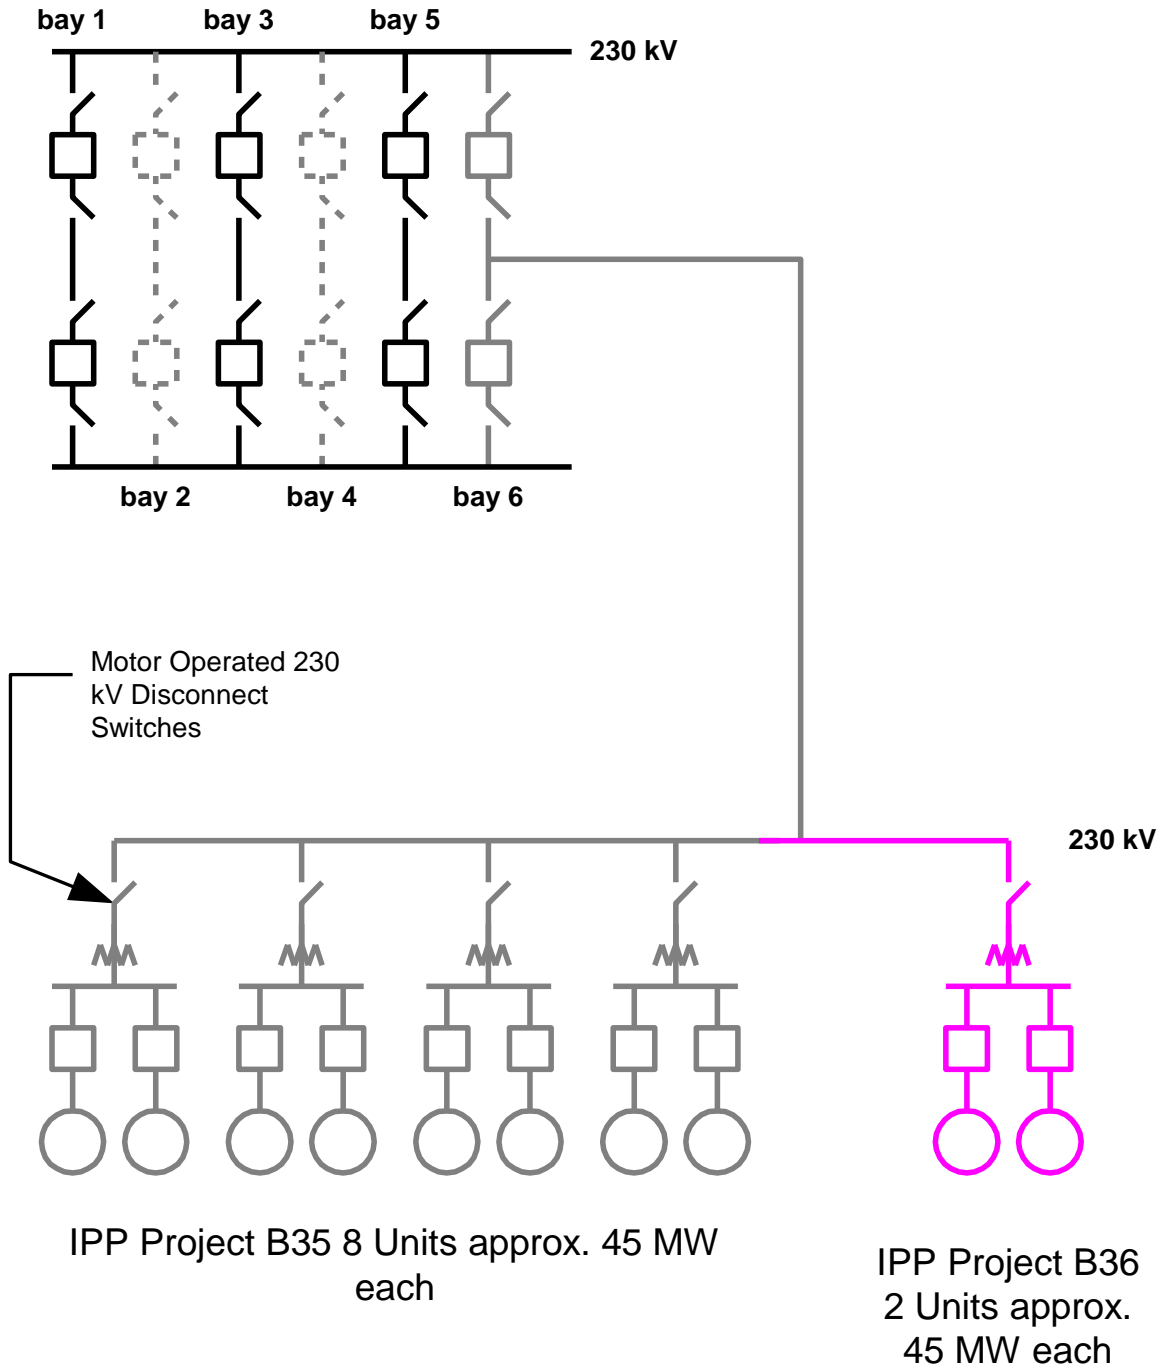 bay 1
bay 3
bay 5
230 kV
bay 2
bay 4
bay 6
Motor Operated 230
kV Disconnect
Switches
230 kV
IPP Project B35 8 Units approx. 45 MW
each
IPP Project B36
2 Units approx.
45 MW each